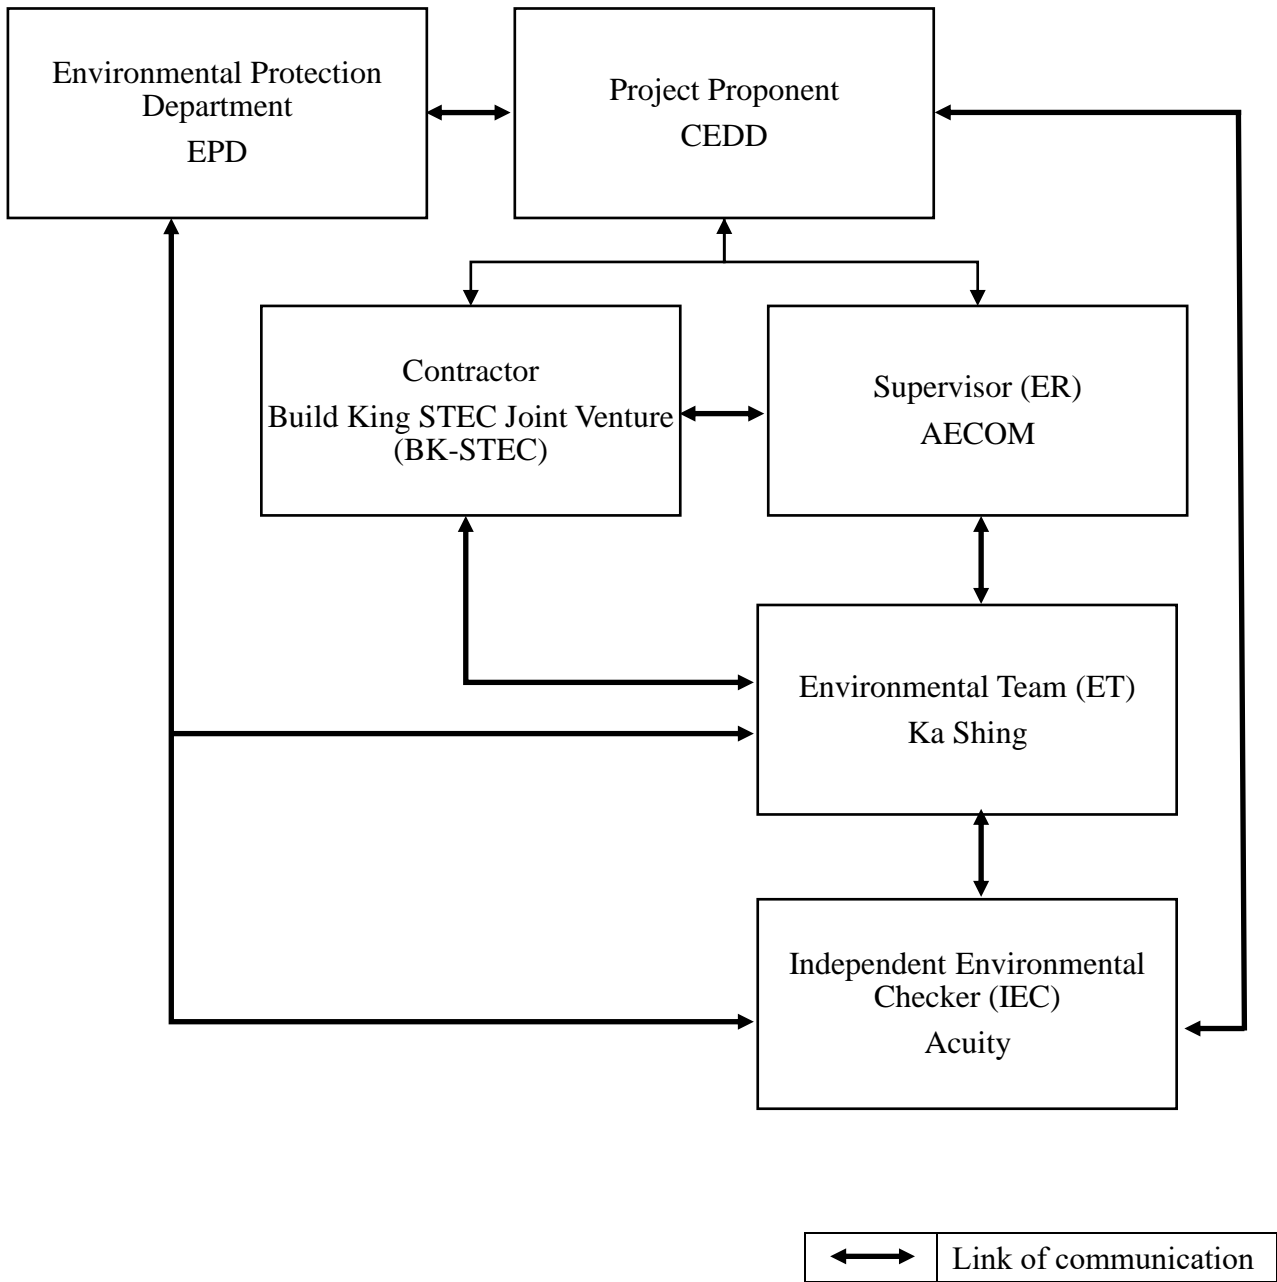 Environmental Protection
Department
EPD
Project Proponent
CEDD
Contractor
Build King STEC Joint Venture
(BK-STEC)
Supervisor (ER)
AECOM
Environmental Team (ET)
Ka Shing
Independent Environmental
Checker (IEC)
Acuity
Link of communication